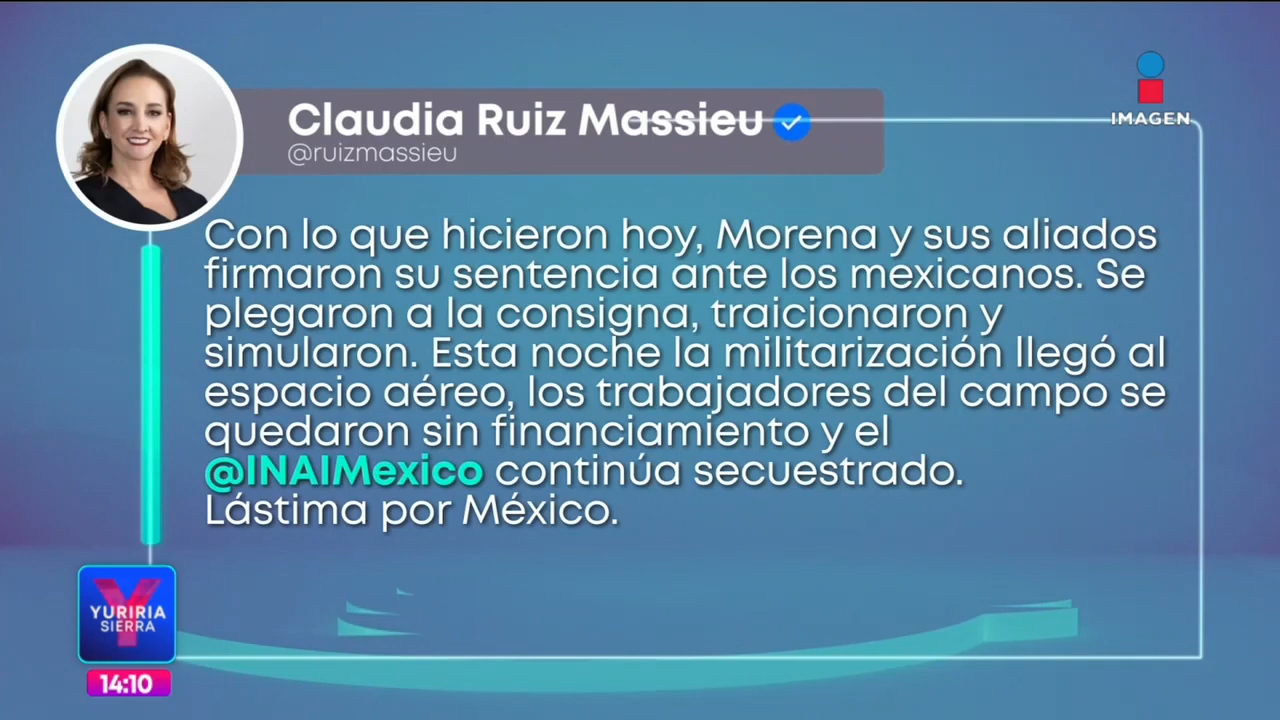 Claudia Ruiz Massieu
@ruizmassieu
IMAGEN
Con lo que hicieron hoy, Morena y sus aliados
firmaron su sentencia ante los mexicanos. Se
plegaron a la consigna, traicionaron y
simularon. Esta noche la militarización llegó al
espacio aéreo, los trabajadores del campo se
quedaron sin financiamiento y el
@INAIMexico continúa secuestrado.
Lástima por México.
Y
YURIRIA
SIERRA
14:10